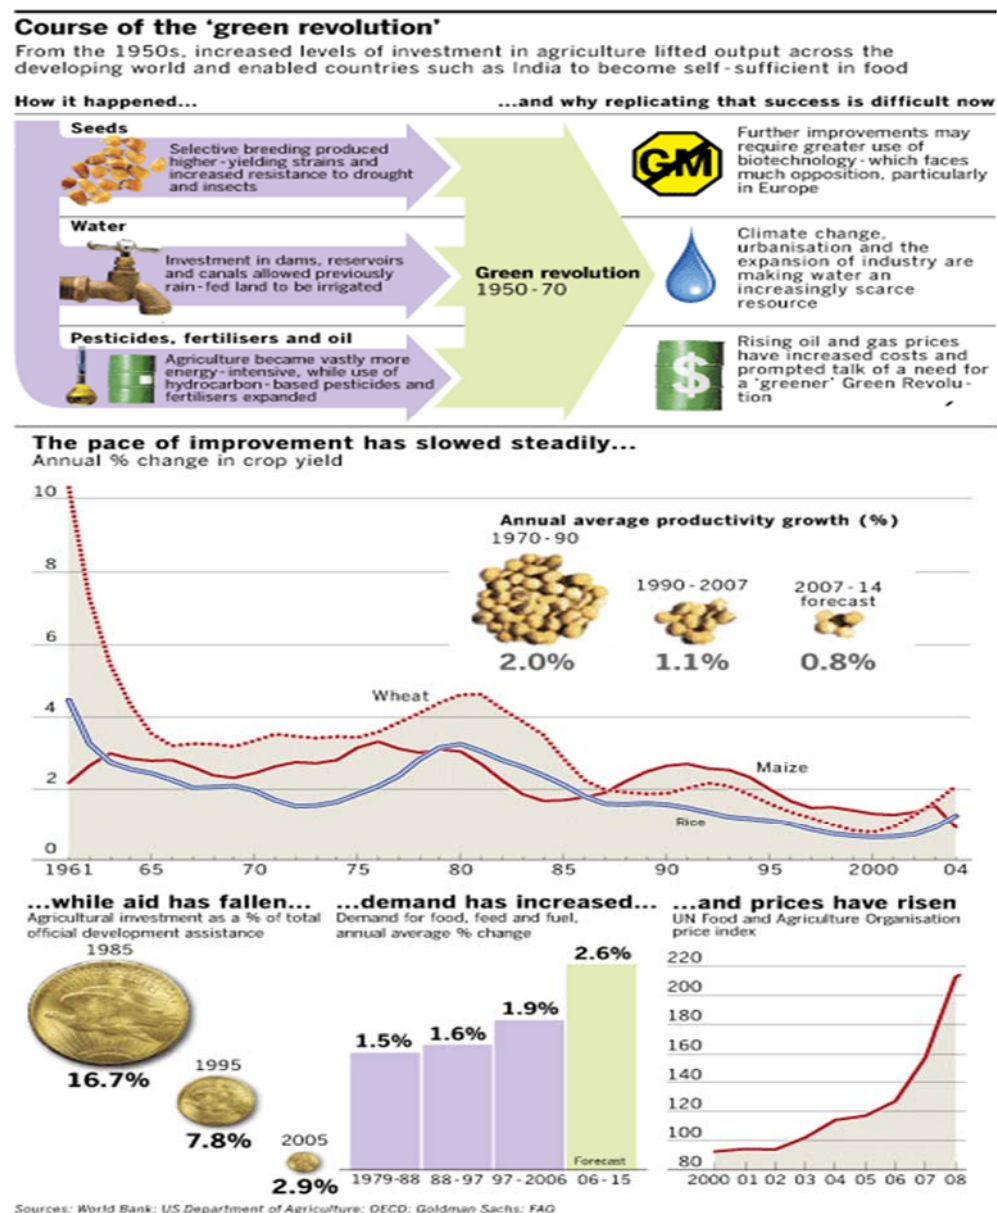 Course of the 'green revolution'
From the 1950s, increased levels of investment in agriculture lifted output across the
developing world and enabled countries such as India to become self-sufficient in food
How it happened...
...and why replicating that success is difficult now
Seeds
Selective breeding produced
higher-yielding strains and
increased resistance to drought
and insects
Water
Investment in dams, reservoirs
and canals allowed previously
rain-fed land to be irrigated
Pesticides, fertilisers and oil
Agriculture became vastly more
energy-intensive, while use of
hydrocarbon-based pesticides and
fertilisers expanded
Green revolution
1950-70
GM
Further improvements may
require greater use of
biotechnology-which faces
much opposition, particularly
in Europe
Climate change,
urbanisation and the
expansion of industry are
making water an
increasingly scarce
resource
$
Rising oil and gas prices
have increased costs and
prompted talk of a need for
a 'greener' Green Revolu-
tion
The pace of improvement has slowed steadily...
Annual % change in crop yield
10
8
6
4
2
0
Annual average productivity growth (%)
1970-90
2.0%
1990-2007
1.1%
2007-14
forecast
0.8%
Wheat
Maize
Rice
1961 65 70 75 80 85 90 95 2000 04
...while aid has fallen...
Agricultural investment as a % of total
official development assistance
1985
16.7%
1995
7.8%
2005
2.9%
...demand has increased...
Demand for food, feed and fuel,
annual average % change
1.5%
1.6%
1.9%
2.6%
Forecast
1979-88 88-97 97-2006 06-15
...and prices have risen
UN Food and Agriculture Organisation
price index
220
200
180
160
140
120
100
80
2000 01 02 03 04 05 06 07 08
Sources: World Bank; US Department of Agriculture; OECD; Goldman Sachs; FAO